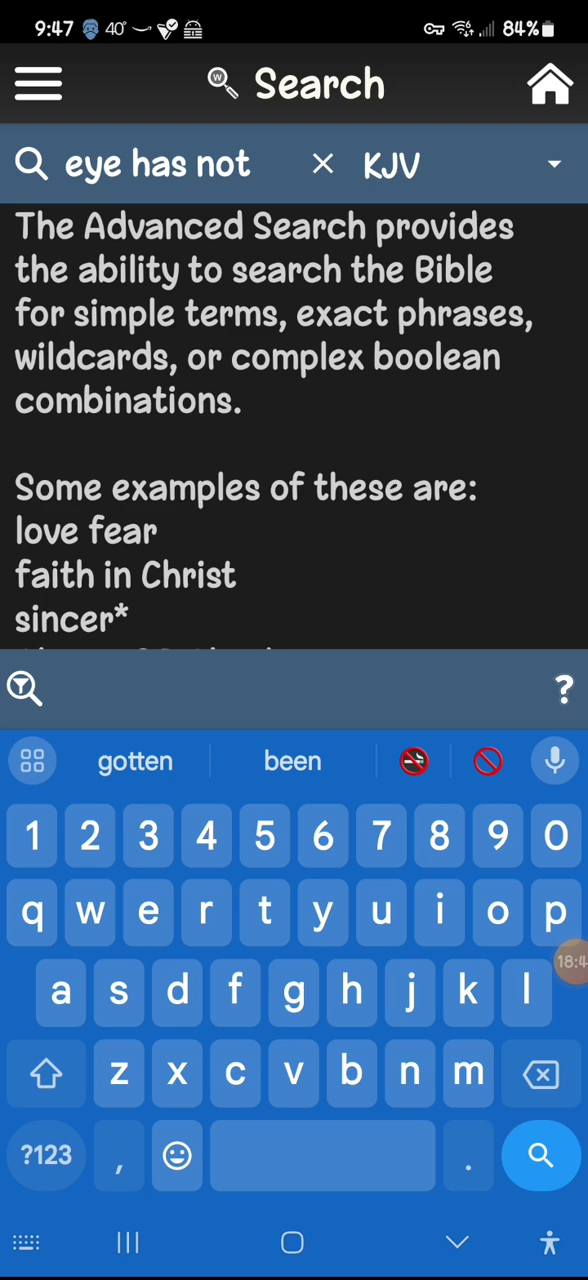 9:47 40° 84%
W Search
eye has not × KJV
The Advanced Search provides
the ability to search the Bible
for simple terms, exact phrases,
wildcards, or complex boolean
combinations.
Some examples of these are:
love fear
faith in Christ
sincer*
?
gotten been
1 2 3 4 5 6 7 8 9 0
q w e r t y u i o p
18:4
a s d f g h j k l
z x c v b n m
?123 , .